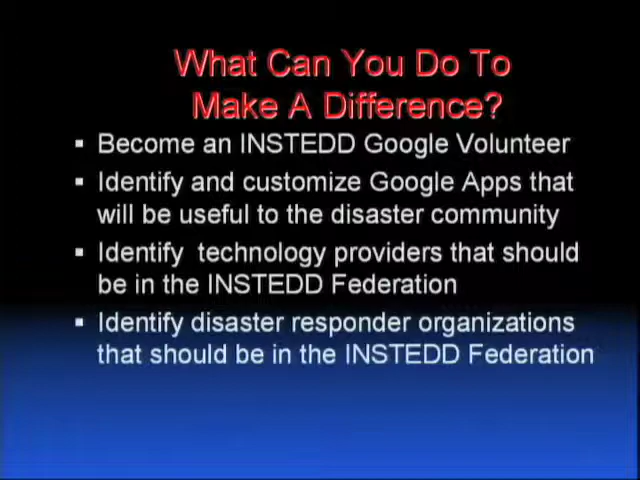 What Can You Do To
Make A Difference?
▪ Become an INSTEDD Google Volunteer
▪ Identify and customize Google Apps that
will be useful to the disaster community
▪ Identify  technology providers that should
be in the INSTEDD Federation
▪ Identify disaster responder organizations
that should be in the INSTEDD Federation